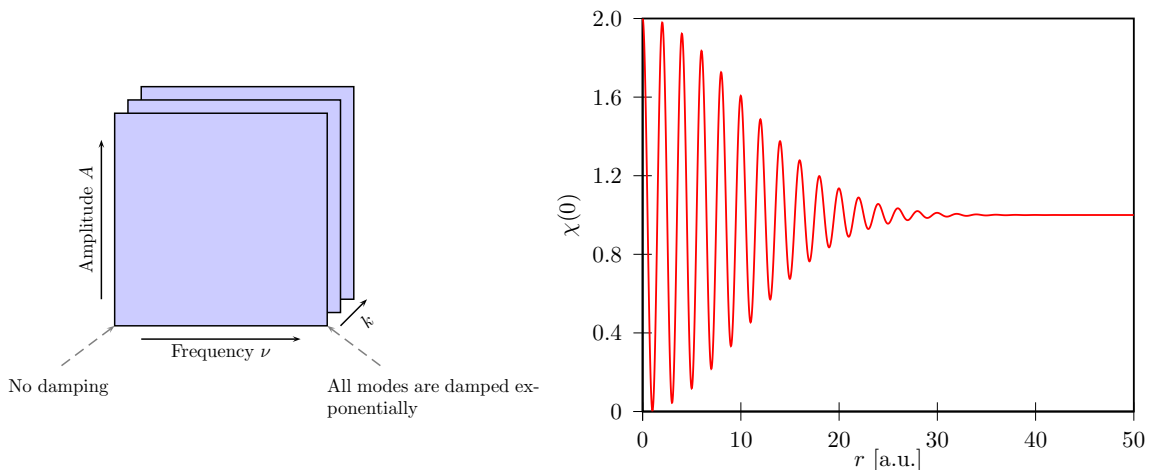 Amplitude A
Frequency ν
k
No damping
All modes are damped ex-
ponentially
χ(0)
2.0
1.6
1.2
0.8
0.4
0
0 10 20 30 40 50
r [a.u.]